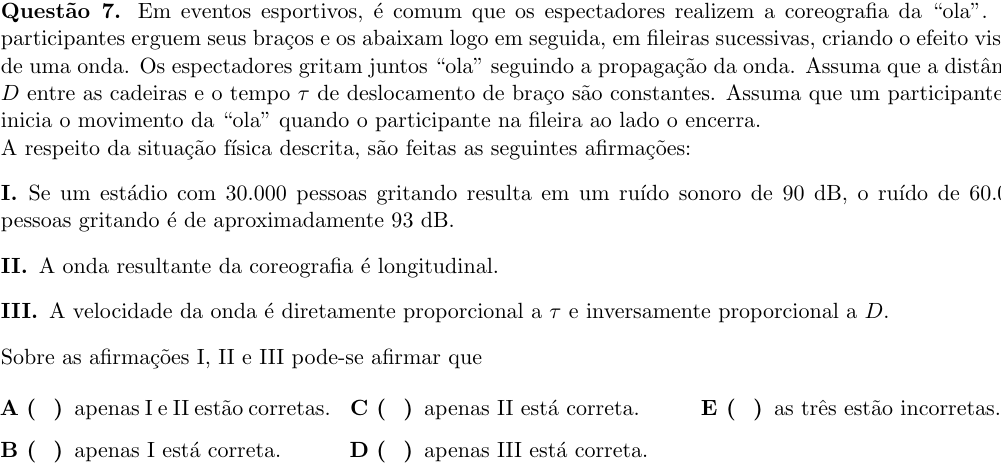 Questão 7. Em eventos esportivos, é comum que os espectadores realizem a coreografia da “ola”.
participantes erguem seus braços e os abaixam logo em seguida, em fileiras sucessivas, criando o efeito vis
de uma onda. Os espectadores gritam juntos “ola” seguindo a propagação da onda. Assuma que a distân
D entre as cadeiras e o tempo τ de deslocamento de braço são constantes. Assuma que um participante
inicia o movimento da “ola” quando o participante na fileira ao lado o encerra.
A respeito da situação física descrita, são feitas as seguintes afirmações:
I. Se um estádio com 30.000 pessoas gritando resulta em um ruído sonoro de 90 dB, o ruído de 60.0
pessoas gritando é de aproximadamente 93 dB.
II. A onda resultante da coreografia é longitudinal.
III. A velocidade da onda é diretamente proporcional a τ e inversamente proporcional a D.
Sobre as afirmações I, II e III pode-se afirmar que
A ( ) apenas I e II estão corretas. C ( ) apenas II está correta. E ( ) as três estão incorretas.
B ( ) apenas I está correta. D ( ) apenas III está correta.